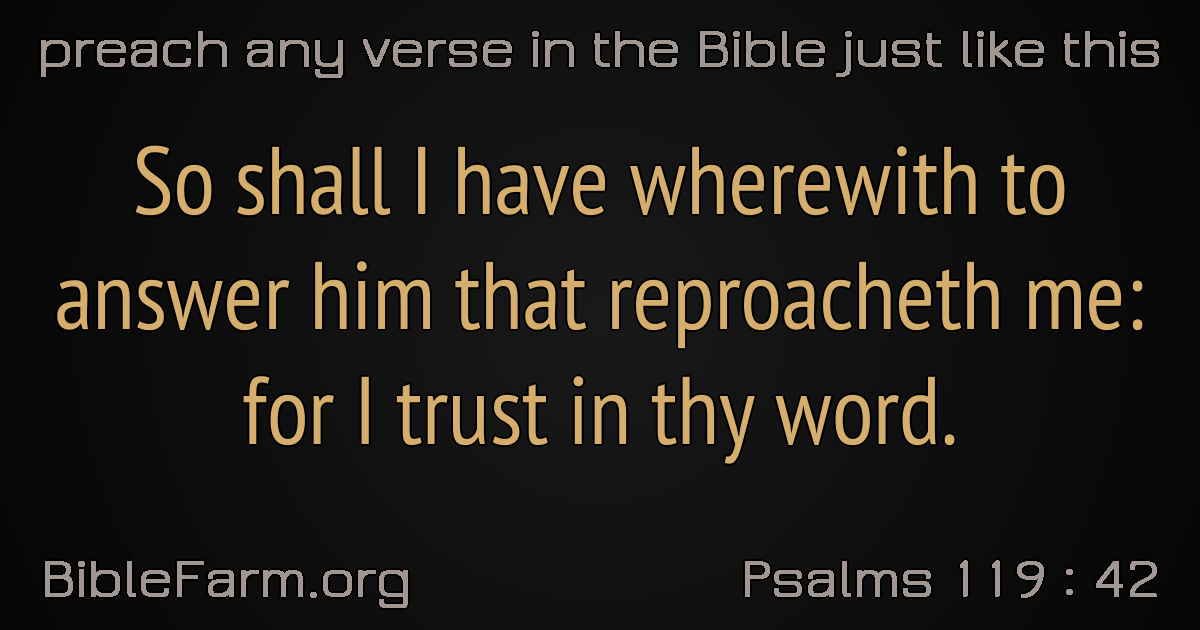 preach any verse in the Bible just like this
So shall I have wherewith to
answer him that reproacheth me:
for I trust in thy word.
BibleFarm.org
Psalms 119 : 42